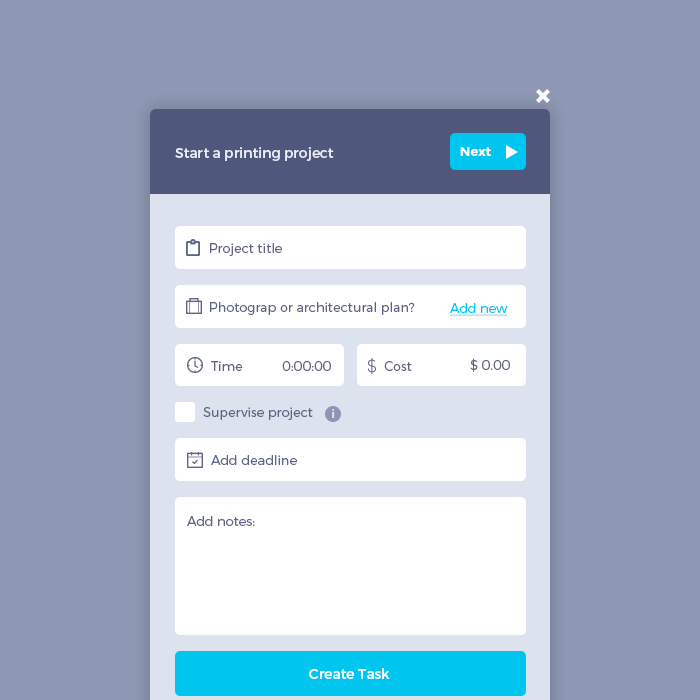 Start a printing project
Next
Project title
Photograp or architectural plan? Add new
Time 0:00:00
$ Cost $ 0.00
Supervise project i
Add deadline
Add notes:
Create Task